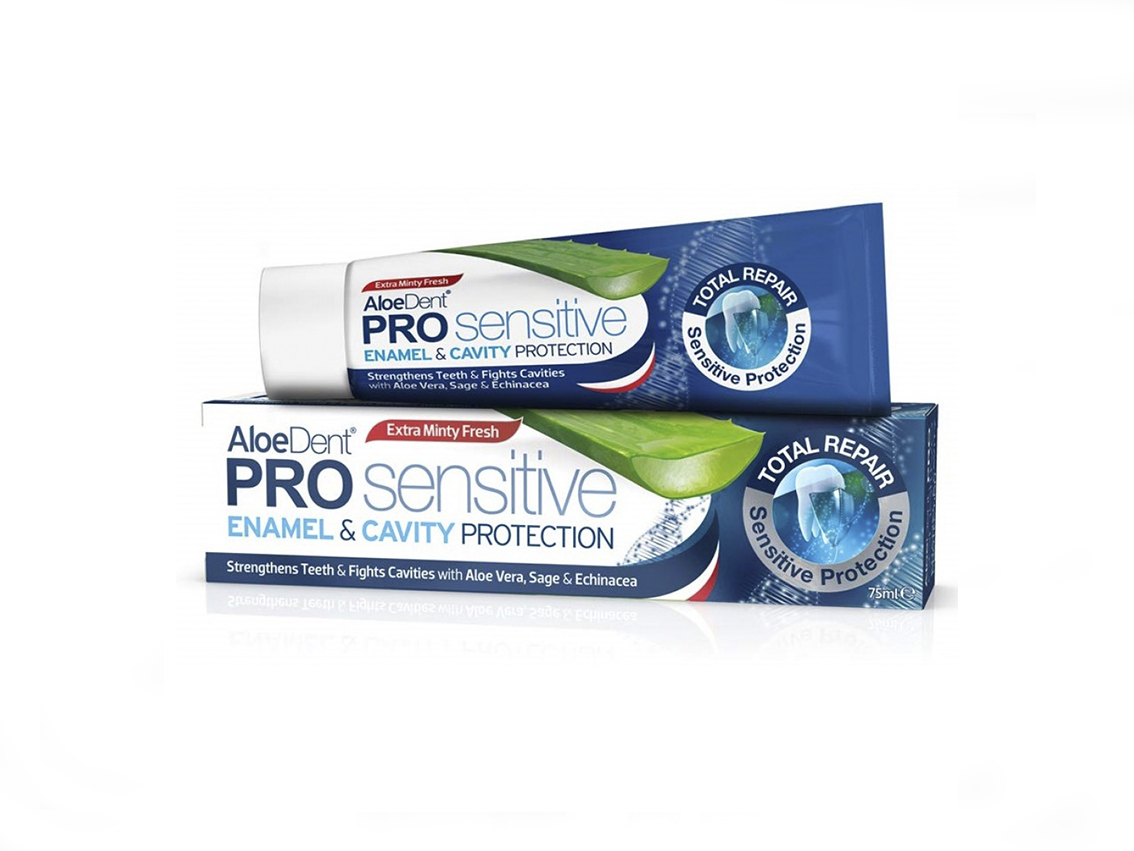 Extra Minty Fresh
AloeDent®
PRO sensitive
ENAMEL & CAVITY PROTECTION
Strengthens Teeth & Fights Cavities
with Aloe Vera, Sage & Echinacea
TOTAL REPAIR
Sensitive Protection
AloeDent®
Extra Minty Fresh
PRO sensitive
ENAMEL & CAVITY PROTECTION
Strengthens Teeth & Fights Cavities with Aloe Vera, Sage & Echinacea
TOTAL REPAIR
Sensitive Protection
75ml ℮